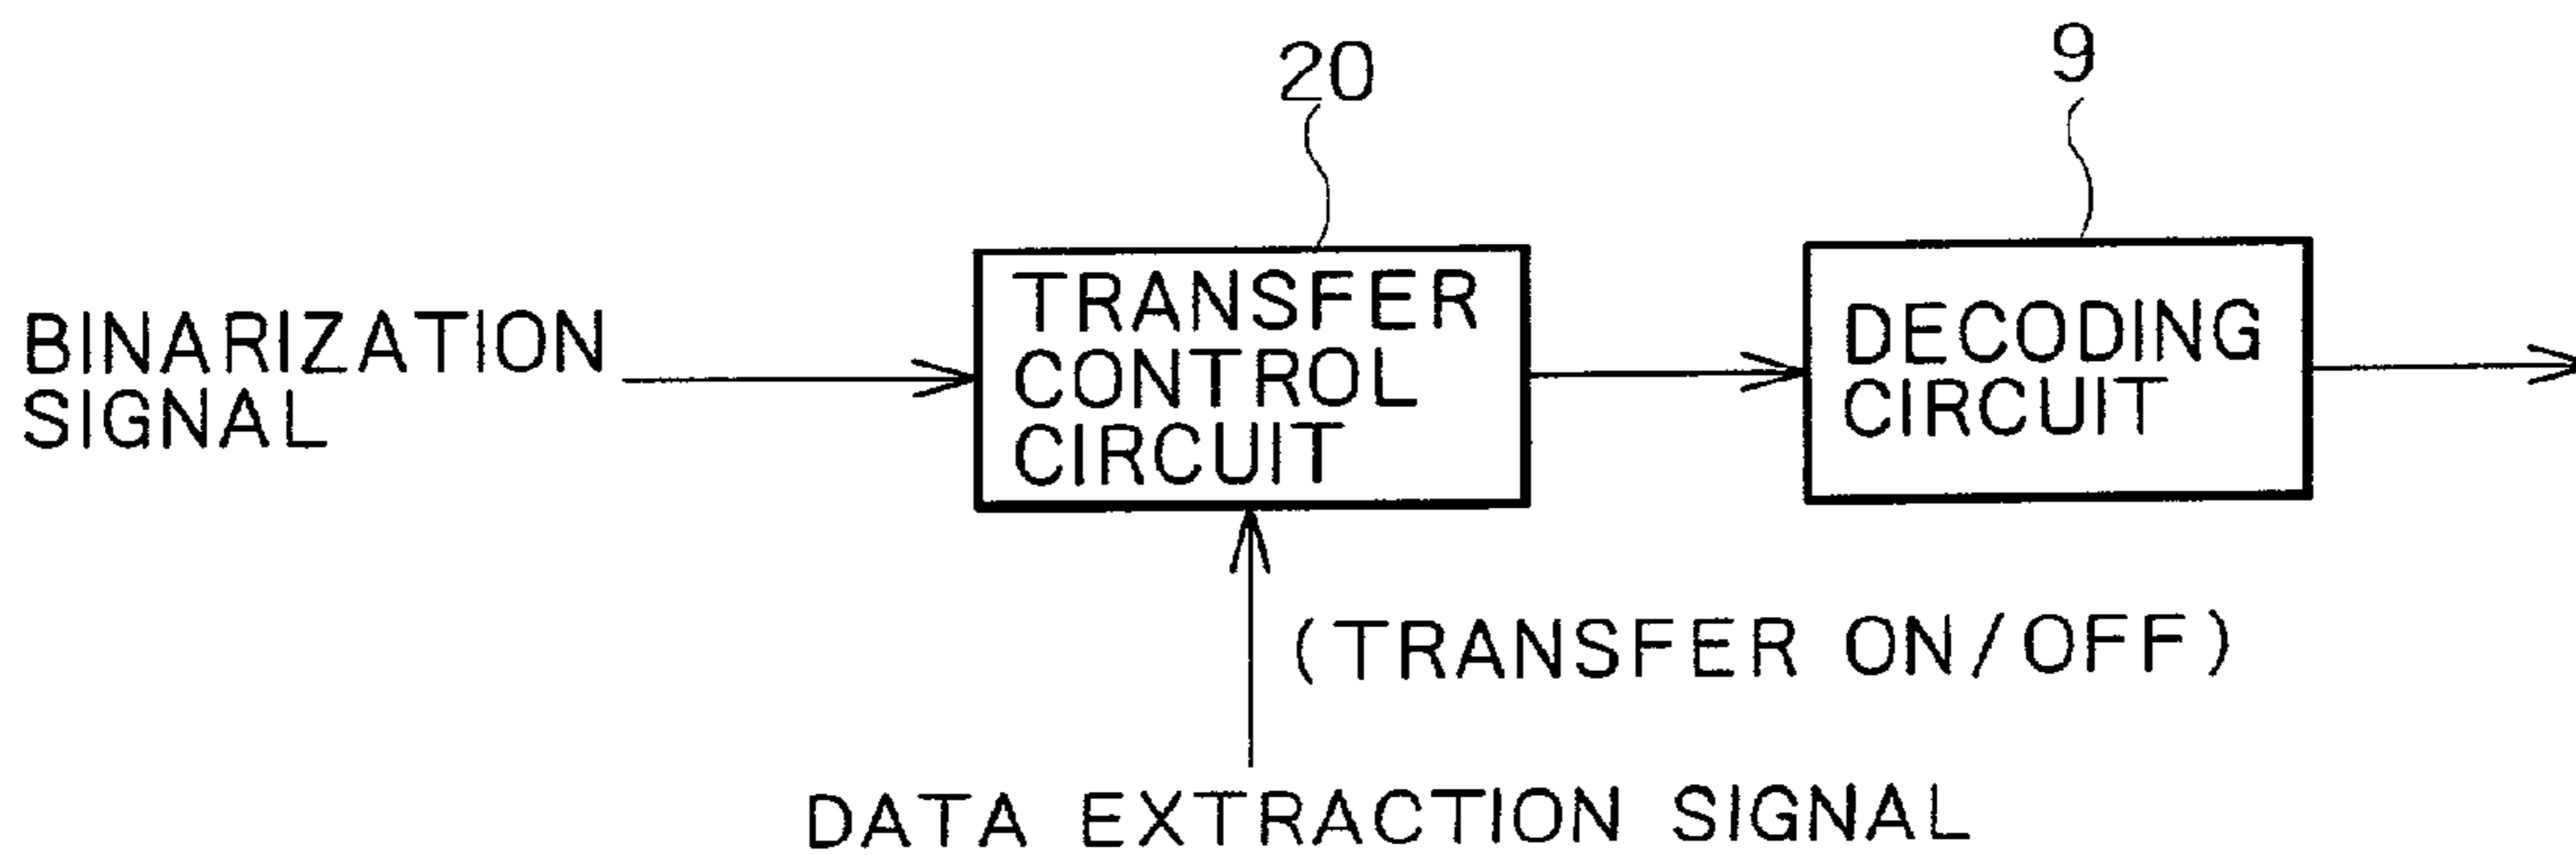 20
9
BINARIZATION
SIGNAL
TRANSFER
CONTROL
CIRCUIT
DECODING
CIRCUIT
(TRANSFER ON/OFF)
DATA EXTRACTION SIGNAL